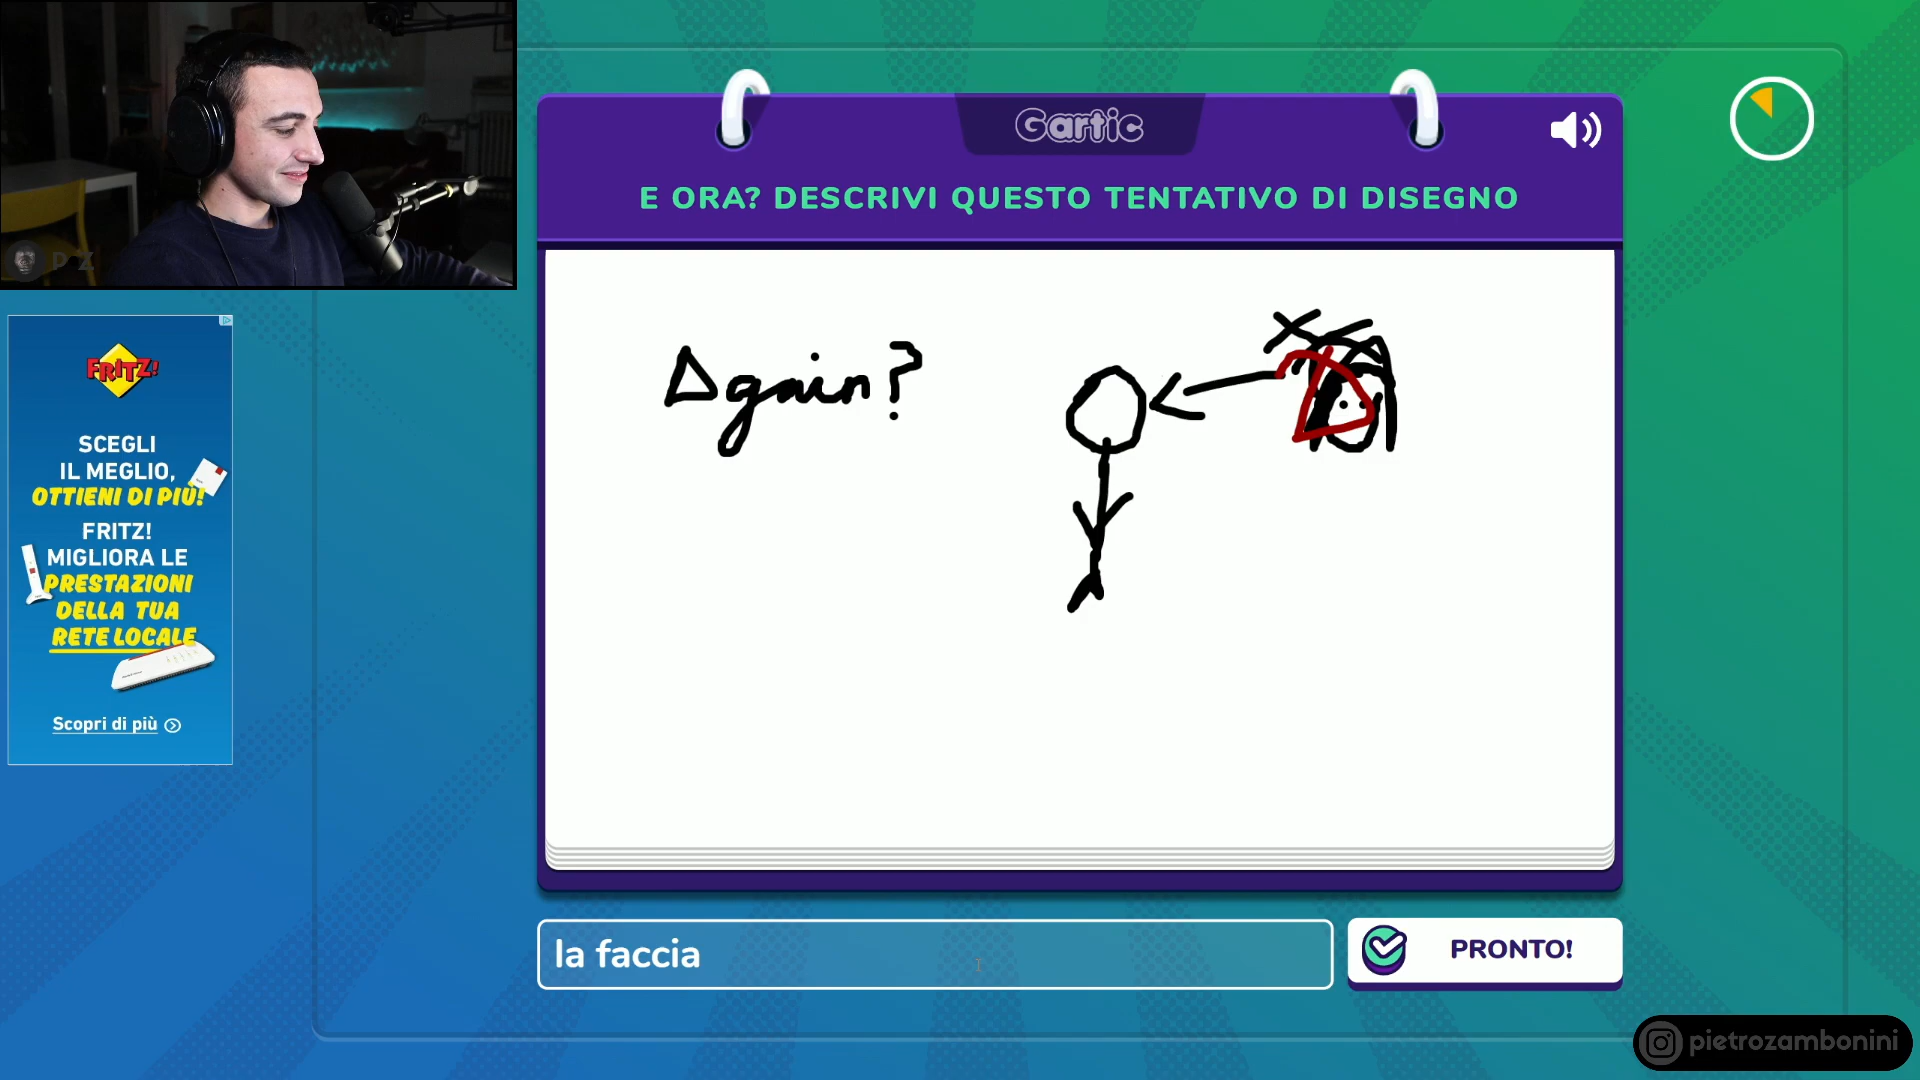 Gartic
E ORA? DESCRIVI QUESTO TENTATIVO DI DISEGNO
P Z
FRITZ!
SCEGLI
IL MEGLIO,
OTTIENI DI PIÙ!
FRITZ!
MIGLIORA LE
PRESTAZIONI
DELLA TUA
RETE LOCALE
Scopri di più
Again?
la faccia
PRONTO!
pietrozambonini